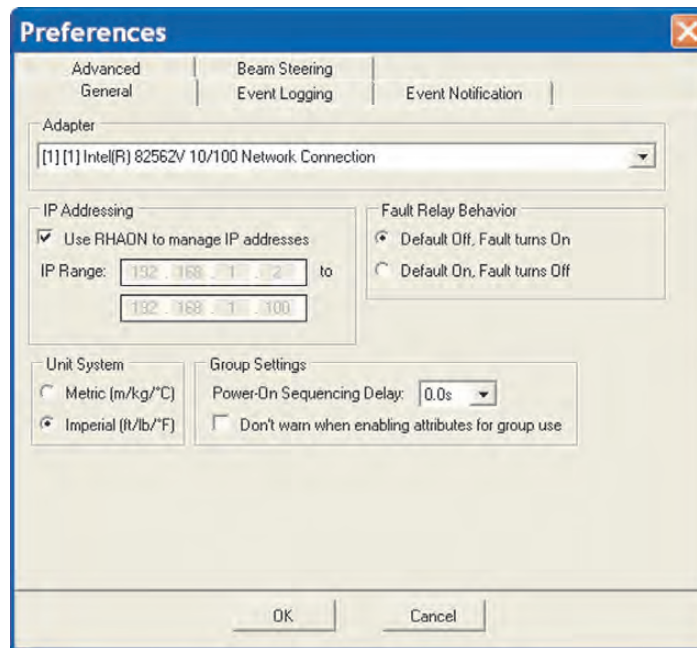 Preferences
Advanced Beam Steering
General Event Logging Event Notification
Adapter
[1] [1] Intel(R) 82562V 10/100 Network Connection
IP Addressing
Use RHAON to manage IP addresses
IP Range: 192 . 168 . 1 . 2 to
192 . 168 . 1 . 100
Fault Relay Behavior
Default Off, Fault turns On
Default On, Fault turns Off
Unit System
Metric (m/kg/°C)
Imperial (ft/lb/°F)
Group Settings
Power-On Sequencing Delay: 0.0s
Don't warn when enabling attributes for group use
OK Cancel